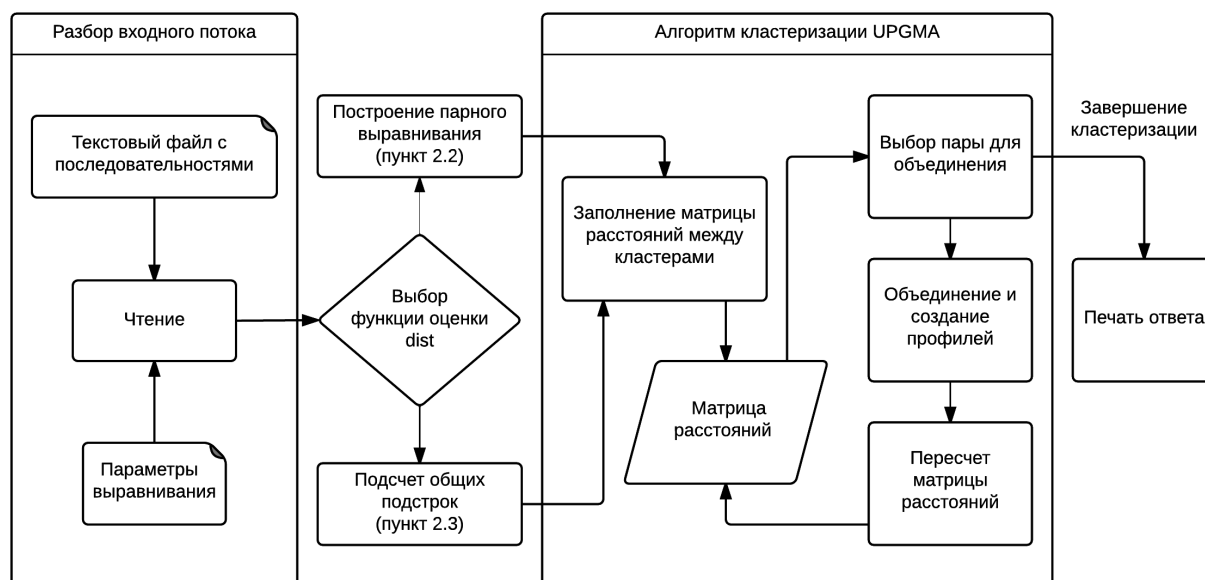 Разбор входного потока
Текстовый файл с
последовательностями
Чтение
Параметры
выравнивания
Построение парного
выравнивания
(пункт 2.2)
Выбор
функции оценки
dist
Подсчет общих
подстрок
(пункт 2.3)
Алгоритм кластеризации UPGMA
Заполнение матрицы
расстояний между
кластерами
Матрица
расстояний
Выбор пары для
объединения
Объединение и
создание
профилей
Пересчет
матрицы
расстояний
Завершение
кластеризации
Печать ответа